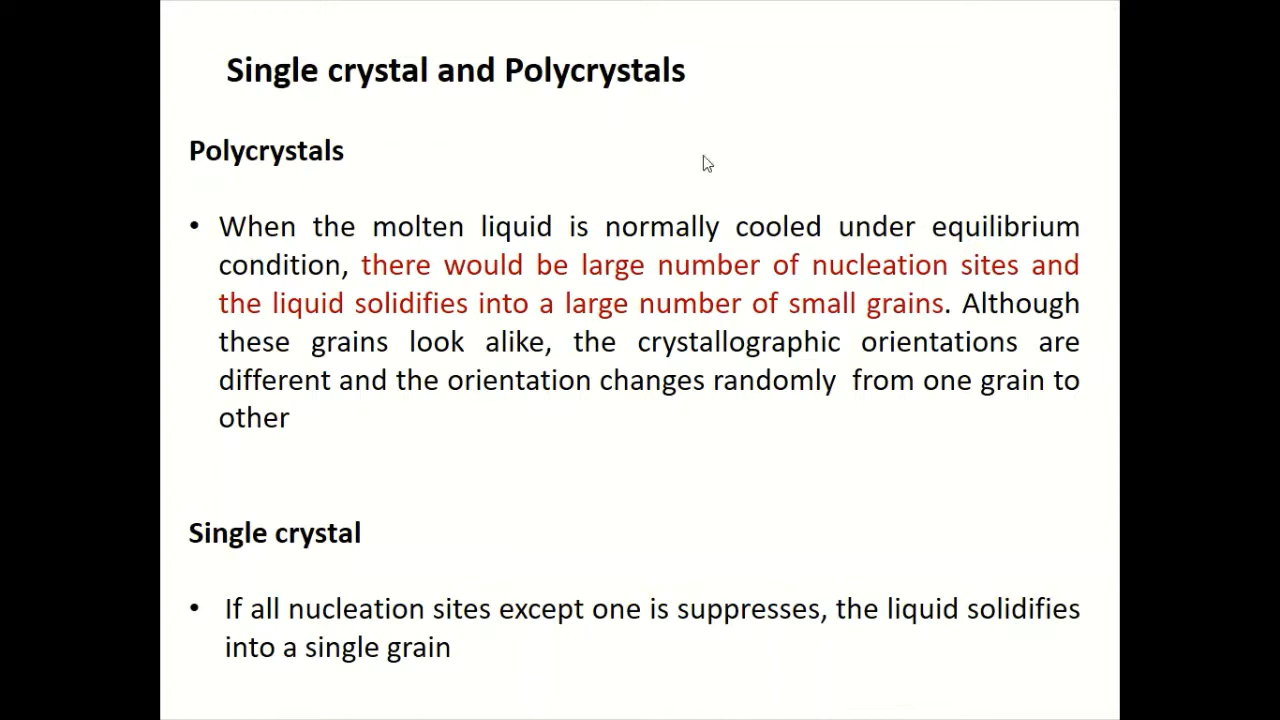 Single crystal and Polycrystals
Polycrystals
• When the molten liquid is normally cooled under equilibrium
condition, there would be large number of nucleation sites and
the liquid solidifies into a large number of small grains. Although
these grains look alike, the crystallographic orientations are
different and the orientation changes randomly from one grain to
other
Single crystal
• If all nucleation sites except one is suppresses, the liquid solidifies
into a single grain